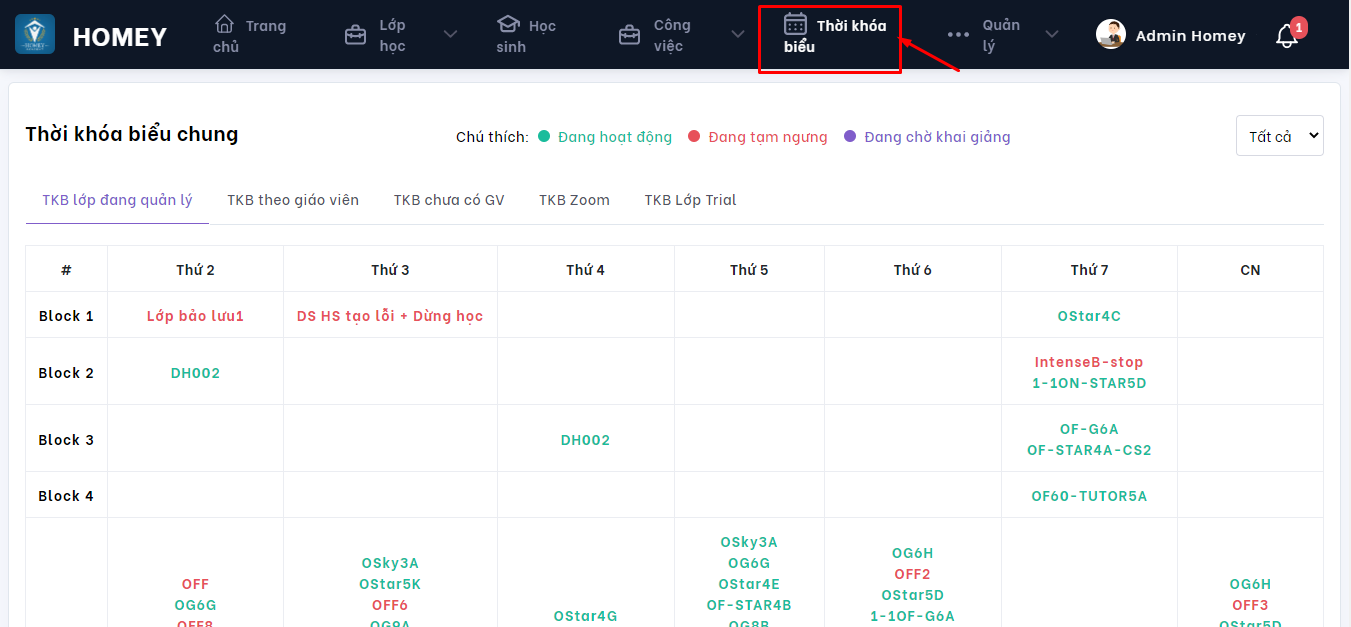 HOMEY
Trang chủ
Lớp học
Học sinh
Công việc
Thời khóa biểu
Quản lý
Admin Homey
1
Thời khóa biểu chung
Chú thích: Đang hoạt động Đang tạm ngưng Đang chờ khai giảng
Tất cả
TKB lớp đang quản lý TKB theo giáo viên TKB chưa có GV TKB Zoom TKB Lớp Trial
# Thứ 2 Thứ 3 Thứ 4 Thứ 5 Thứ 6 Thứ 7 CN
Block 1 Lớp bảo lưu1 DS HS tạo lỗi + Dừng học OStar4C
Block 2 DH002 IntenseB-stop
1-1ON-STAR5D
Block 3 DH002 OF-G6A
OF-STAR4A-CS2
Block 4 OF60-TUTOR5A
OFF
OG6G
OFF8
OSky3A
OStar5K
OFF6
OG9A
OStar4G
OSky3A
OG6G
OStar4E
OF-STAR4B
OG8B
OG6H
OFF2
OStar5D
1-1OF-G6A
OG6H
OFF3
OStar5D